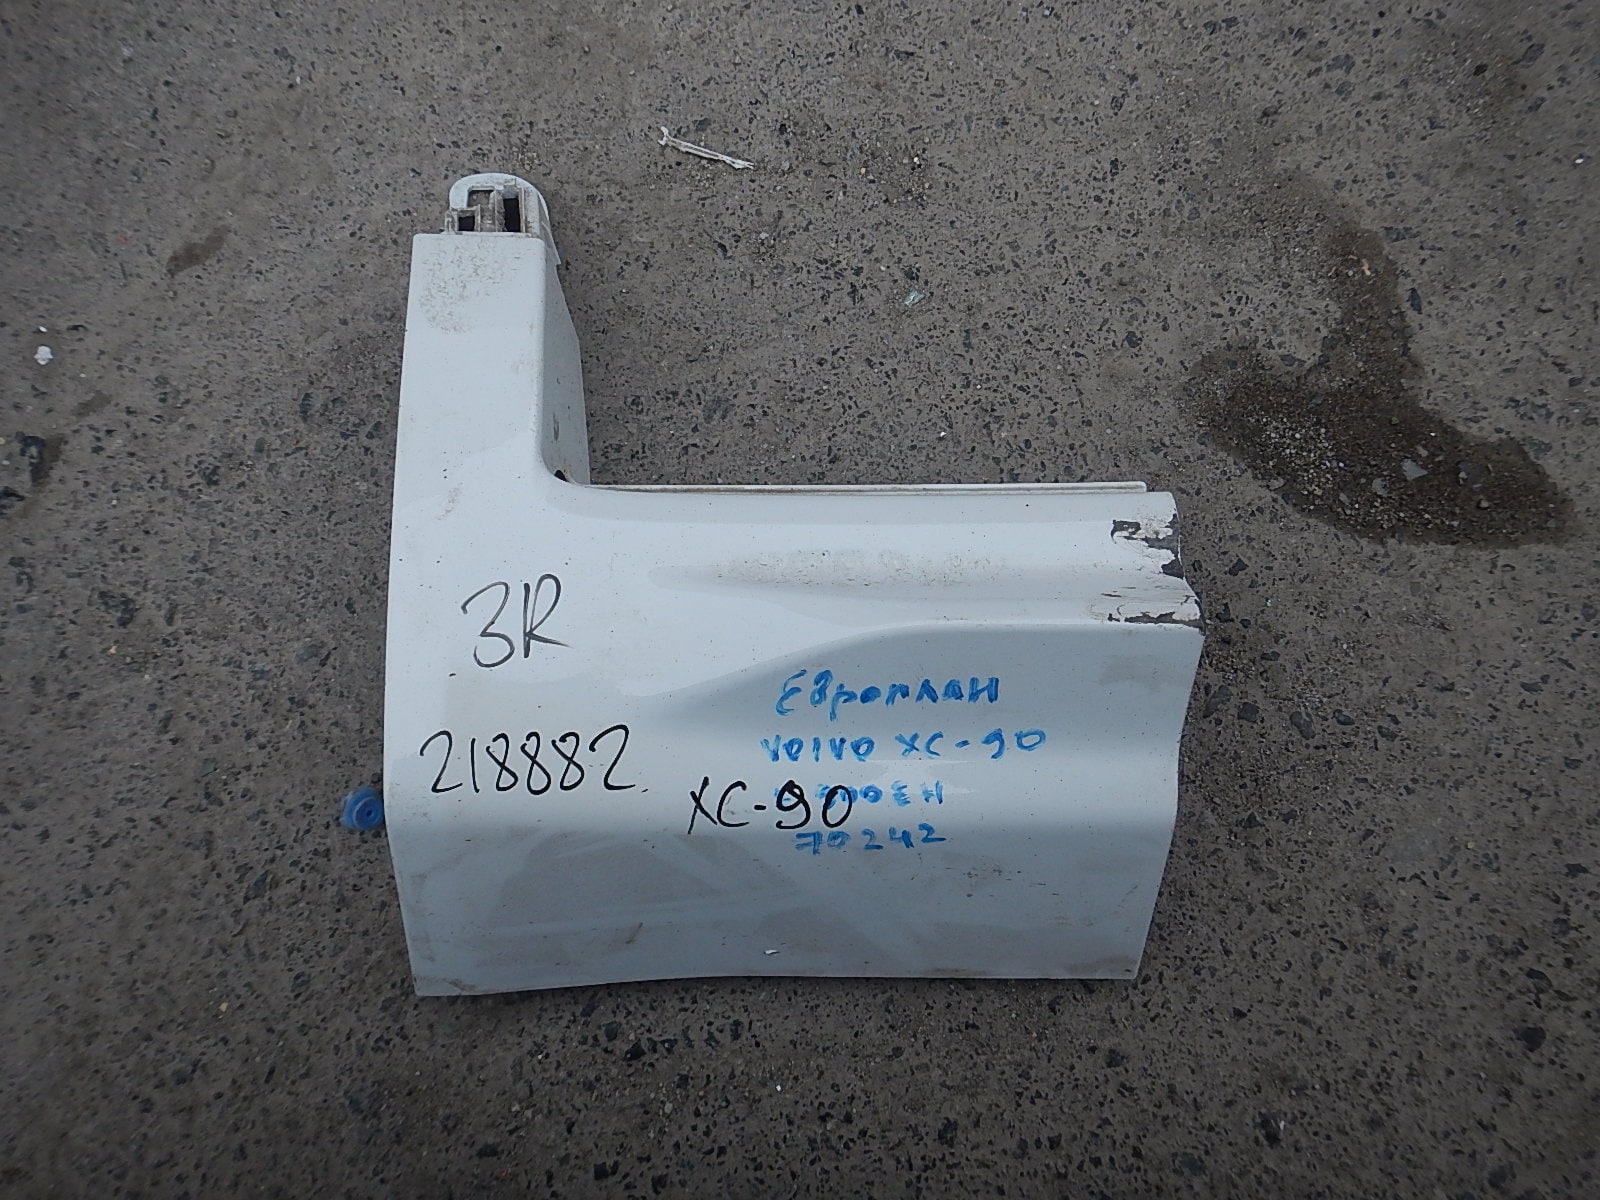 3R
218882
Европлан
Volvo XC-90
XC-90
70242